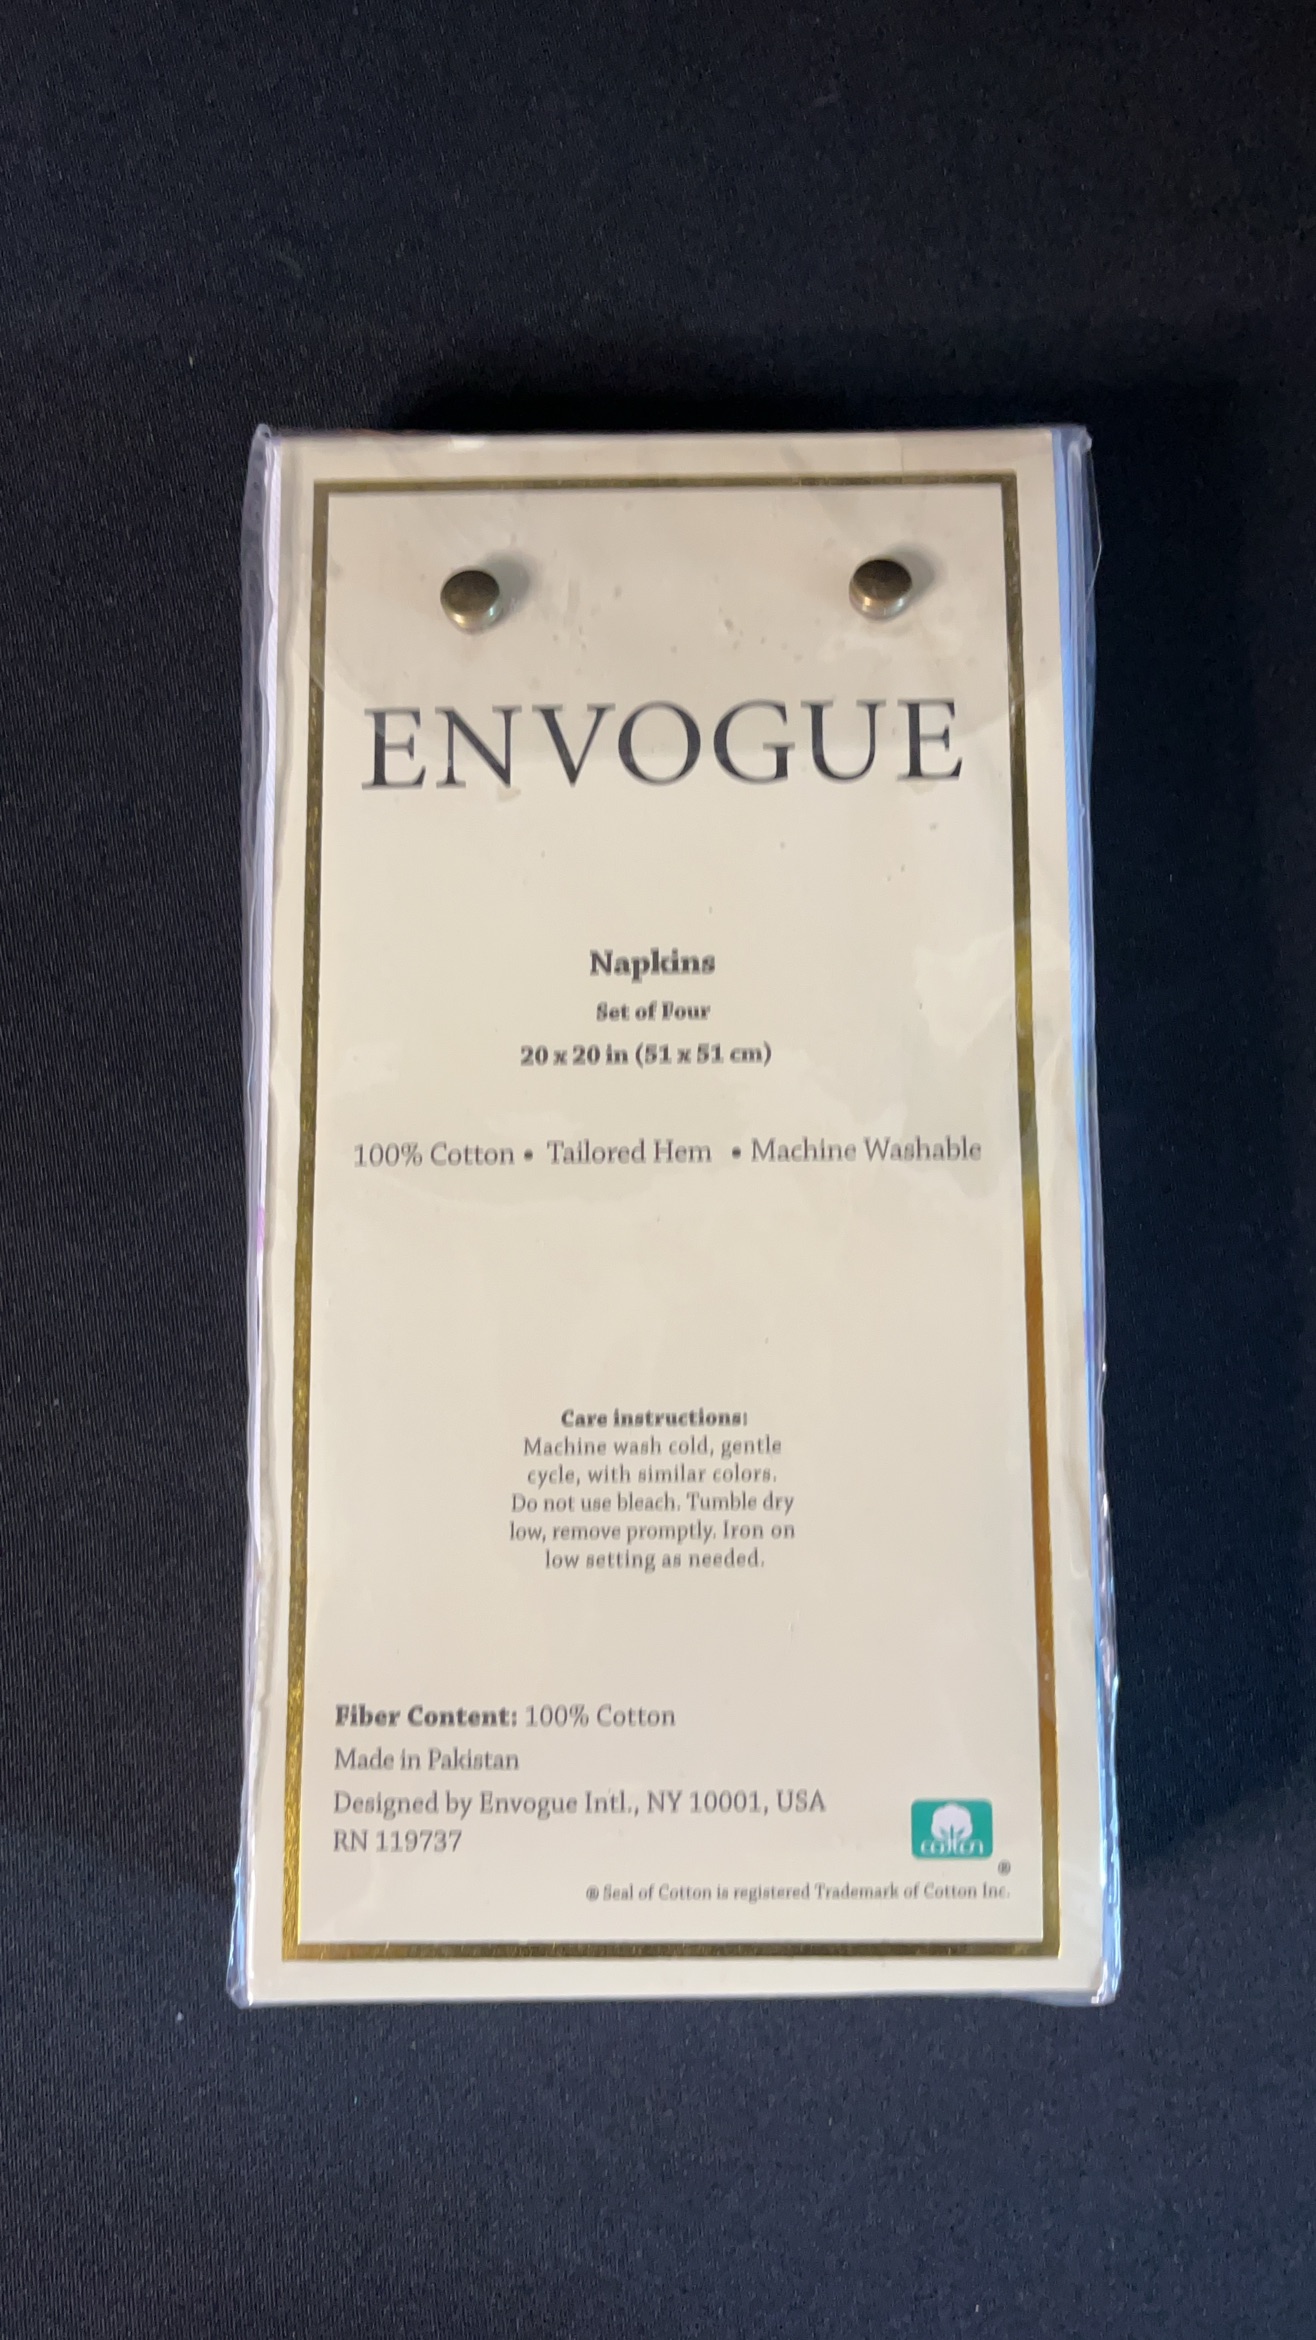 ENVOGUE
Napkins
Set of Four
20 x 20 in (51 x 51 cm)
100% Cotton • Tailored Hem • Machine Washable
Care instructions:
Machine wash cold, gentle
cycle, with similar colors.
Do not use bleach. Tumble dry
low, remove promptly. Iron on
low setting as needed.
Fiber Content: 100% Cotton
Made in Pakistan
Designed by Envogue Intl., NY 10001, USA
RN 119737
cotton
®
® Seal of Cotton is registered Trademark of Cotton Inc.